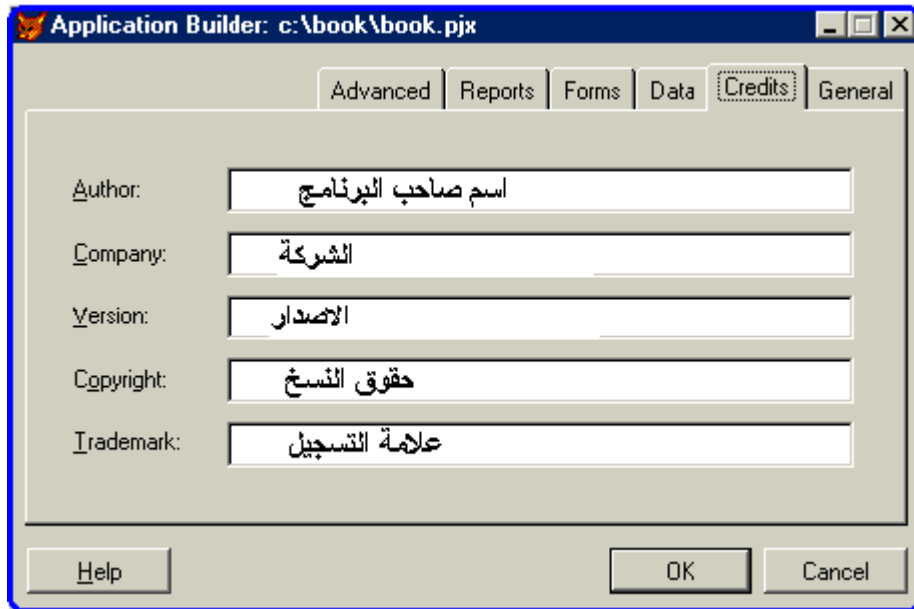 Application Builder: c:\book\book.pjx
Advanced Reports Forms Data Credits General
Author: اسم صاحب البرنامج
Company: الشركة
Version: الاصدار
Copyright: حقوق النسخ
Trademark: علامة التسجيل
Help OK Cancel